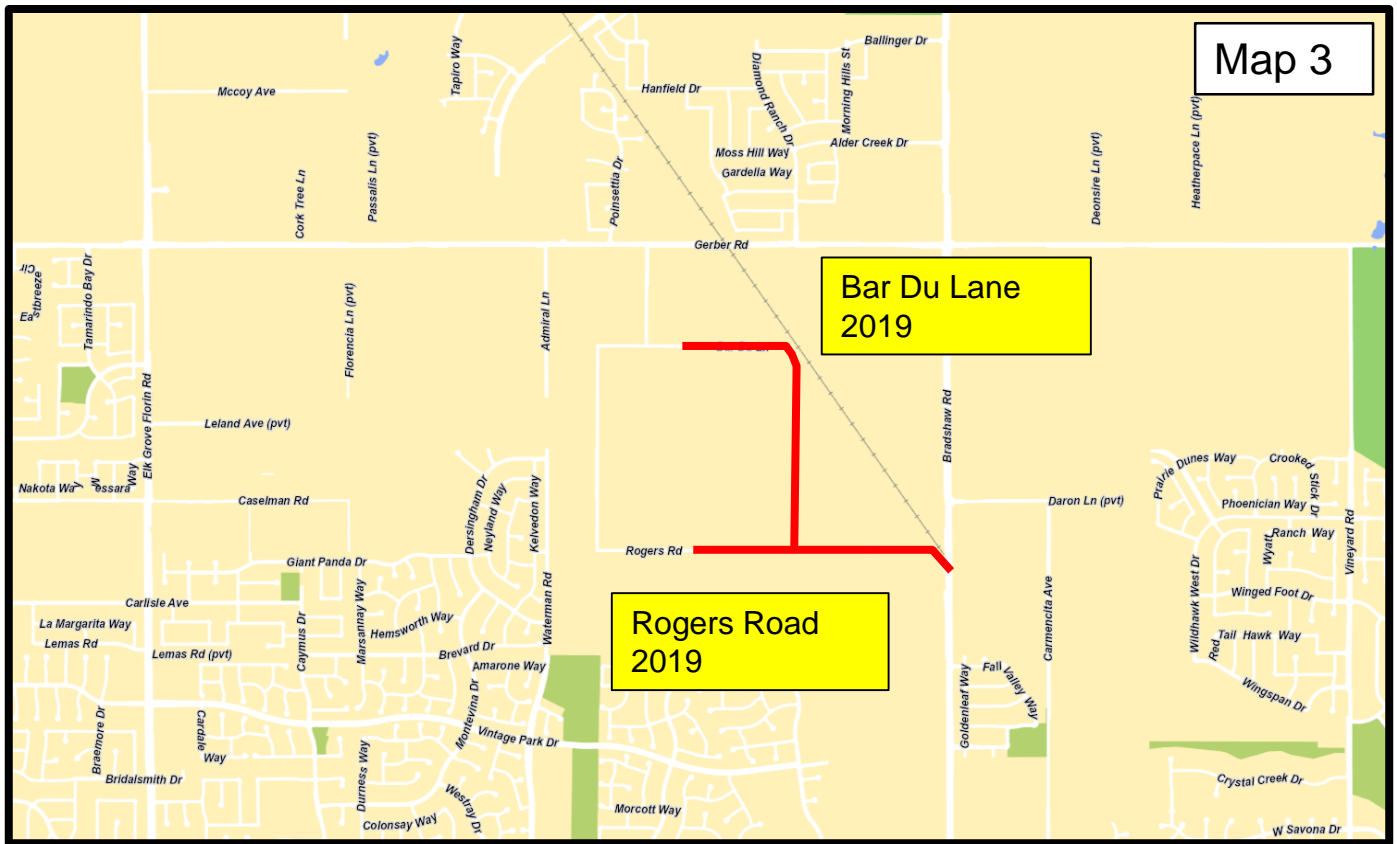 Map 3
Ballinger Dr
Tapiro Way
Mccoy Ave
Hanfield Dr
Diamond Ranch Dr
Morning Hills St
Alder Creek Dr
Moss Hill Way
Gardella Way
Cork Tree Ln
Passalis Ln (pvt)
Poinsettia Dr
Deonsire Ln (pvt)
Heatherpace Ln (pvt)
Gerber Rd
Cir
Eastbreeze
Tamarindo Bay Dr
Florencia Ln (pvt)
Admiral Ln
Bar Du Lane
2019
Elk Grove Florin Rd
Leland Ave (pvt)
Bradshaw Rd
Nakota Way
Messara Way
Caselman Rd
Dersingham Dr
Neyland Way
Kelvedon Way
Daron Ln (pvt)
Prairie Dunes Way
Crooked Stick Dr
Phoenician Way
Wyatt Ranch Way
Vineyard Rd
Rogers Rd
Giant Panda Dr
Carlisle Ave
La Margarita Way
Lemas Rd
Lemas Rd (pvt)
Caymus Dr
Marsannay Way
Hemsworth Way
Brevard Dr
Amarone Way
Waterman Rd
Rogers Road
2019
Carmencita Ave
Wildhawk West Dr
Winged Foot Dr
Red Tail Hawk Way
Wingspan Dr
Goldenleaf Way
Fall Valley Way
Braemore Dr
Cardale Way
Montevina Dr
Vintage Park Dr
Bridalsmith Dr
Durness Way
Westray Dr
Colonsay Way
Morcott Way
Crystal Creek Dr
W Savona Dr